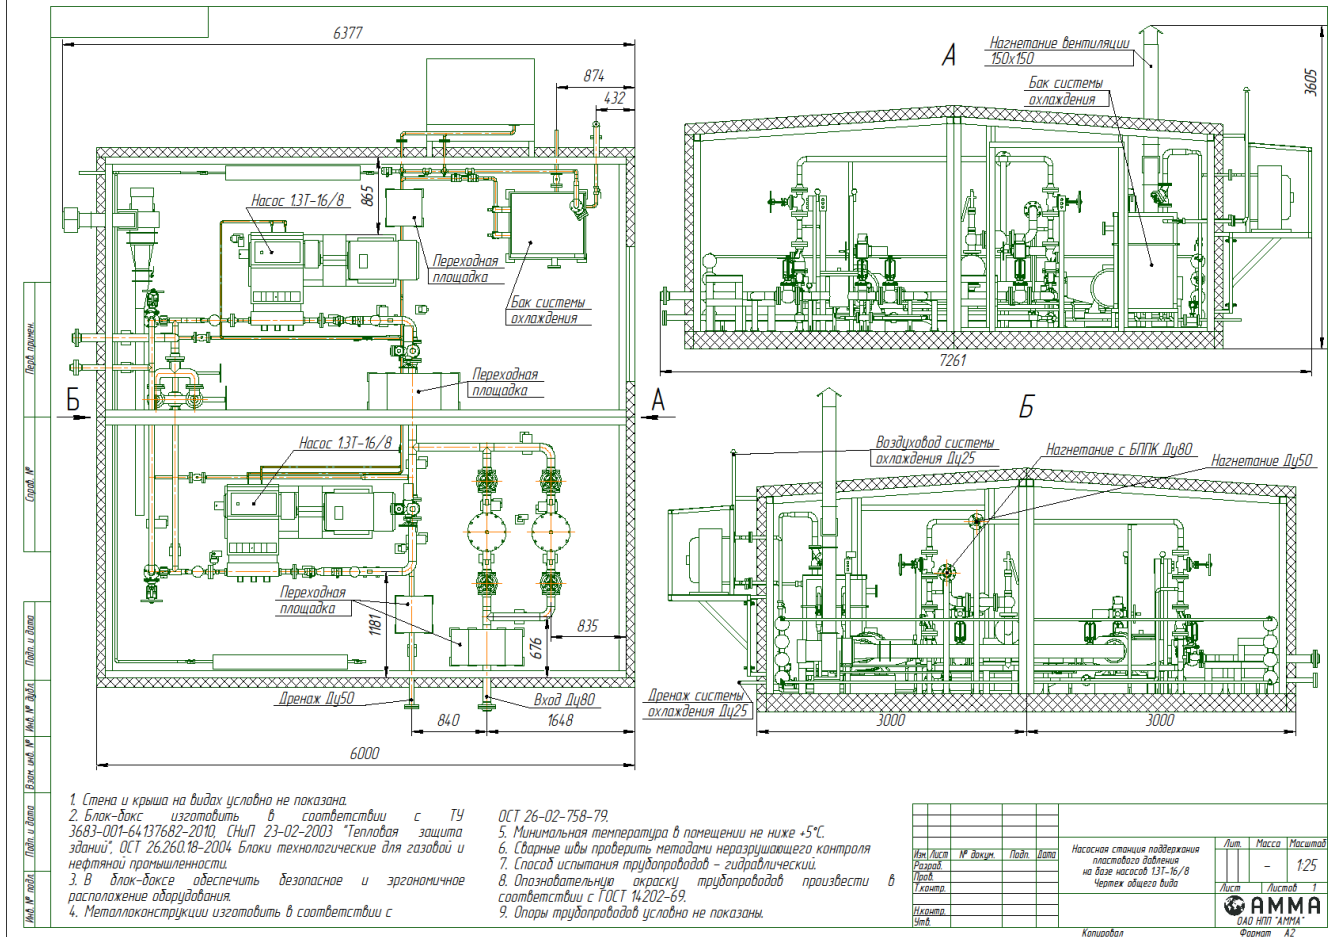 6377
874
432
865
Насос 1.3Т-16/8
Переходная
площадка
Бак системы
охлаждения
Переходная
площадка
Б
А
Насос 1.3Т-16/8
Переходная
площадка
1181
676
835
Дренаж Ду50
Вход Ду80
840
1648
6000
А
Нагнетание вентиляции
150х150
Бак системы
охлаждения
3605
7261
Б
Воздуховод системы
охлаждения Ду25
Нагнетание с БППК Ду80
Нагнетание Ду50
Дренаж системы
охлаждения Ду25
3000
3000
1. Стена и крыша на видах условно не показана.
2. Блок-бокс изготовить в соответствии с ТУ
3683-001-64137682-2010, СНиП 23-02-2003 "Тепловая защита
зданий", ОСТ 26.260.18-2004 Блоки технологические для газовой и
нефтяной промышленности.
3. В блок-боксе обеспечить безопасное и эргономичное
расположение оборудования.
4. Металлоконструкции изготовить в соответствии с
ОСТ 26-02-758-79.
5. Минимальная температура в помещении не ниже +5°С.
6. Сварные швы проверить методами неразрушающего контроля
7. Способ испытания трубопроводов - гидравлический.
8. Опознавательную окраску трубопроводов произвести в
соответствии с ГОСТ 14202-69.
9. Опоры трубопроводов условно не показаны.
Перв. примен.
Справ. №
Подп. и дата
Инв. № дубл.
Взам. инв. №
Подп. и дата
Инв. № подл.
Изм. Лист № докум. Подп. Дата
Разраб.
Пров.
Т.контр.
Н.контр.
Утв.
Насосная станция поддержания
пластового давления
на базе насосов 1.3Т-16/8
Чертеж общего вида
Лит. Масса Масштаб
- 1:25
Лист Листов 1
АММА
ОАО НПП "АММА"
Копировал Формат А2